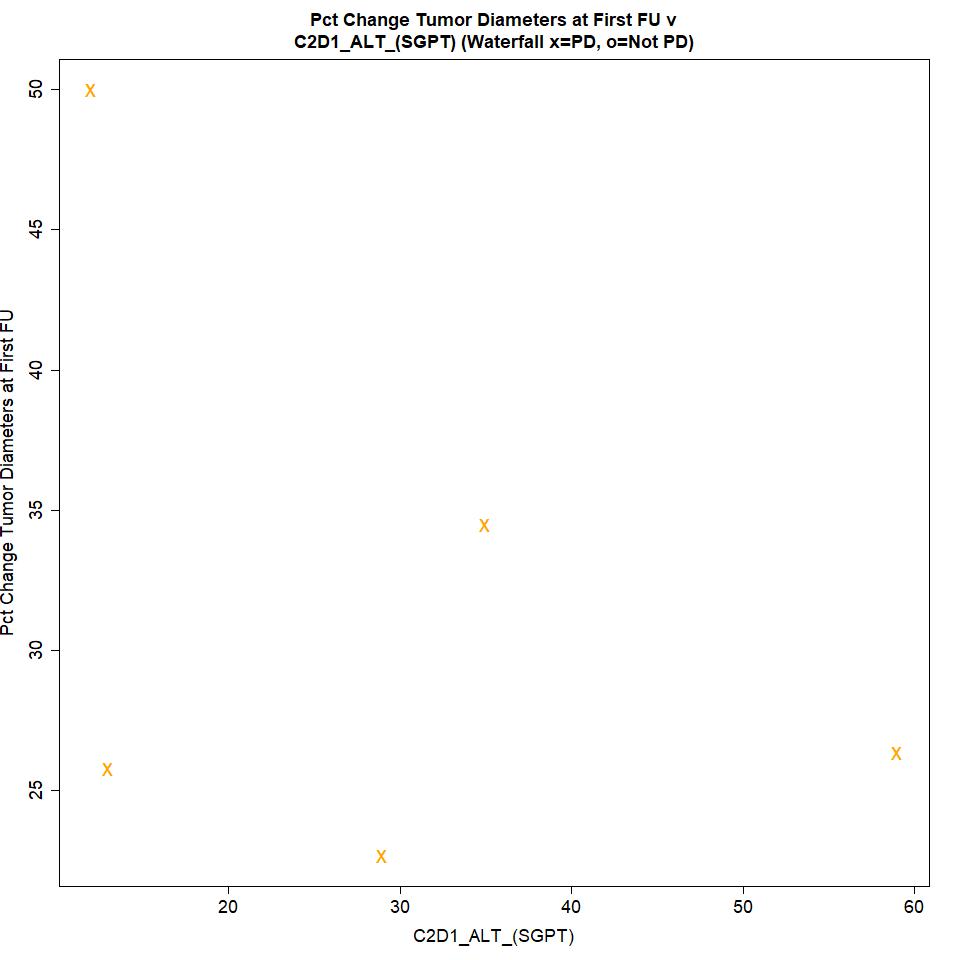 Pct Change Tumor Diameters at First FU v
C2D1_ALT_(SGPT) (Waterfall x=PD, o=Not PD)
Pct Change Tumor Diameters at First FU
50
45
40
35
30
25
X
X
X
X
X
20
30
40
50
60
C2D1_ALT_(SGPT)